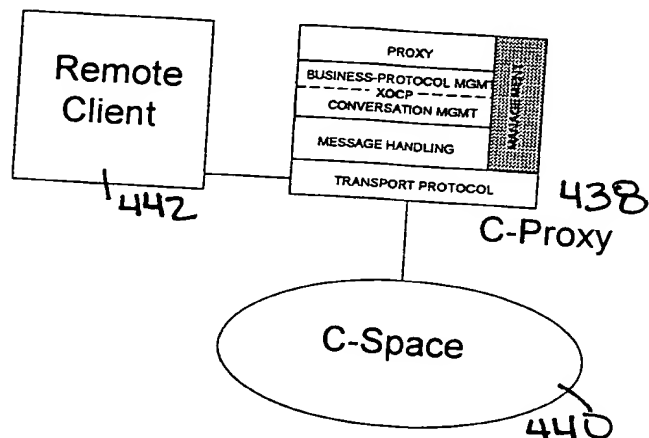 Remote
Client
442
PROXY
BUSINESS-PROTOCOL MGMT
XOCP
CONVERSATION MGMT
MESSAGE HANDLING
TRANSPORT PROTOCOL
MANAGEMENT
438
C-Proxy
C-Space
440